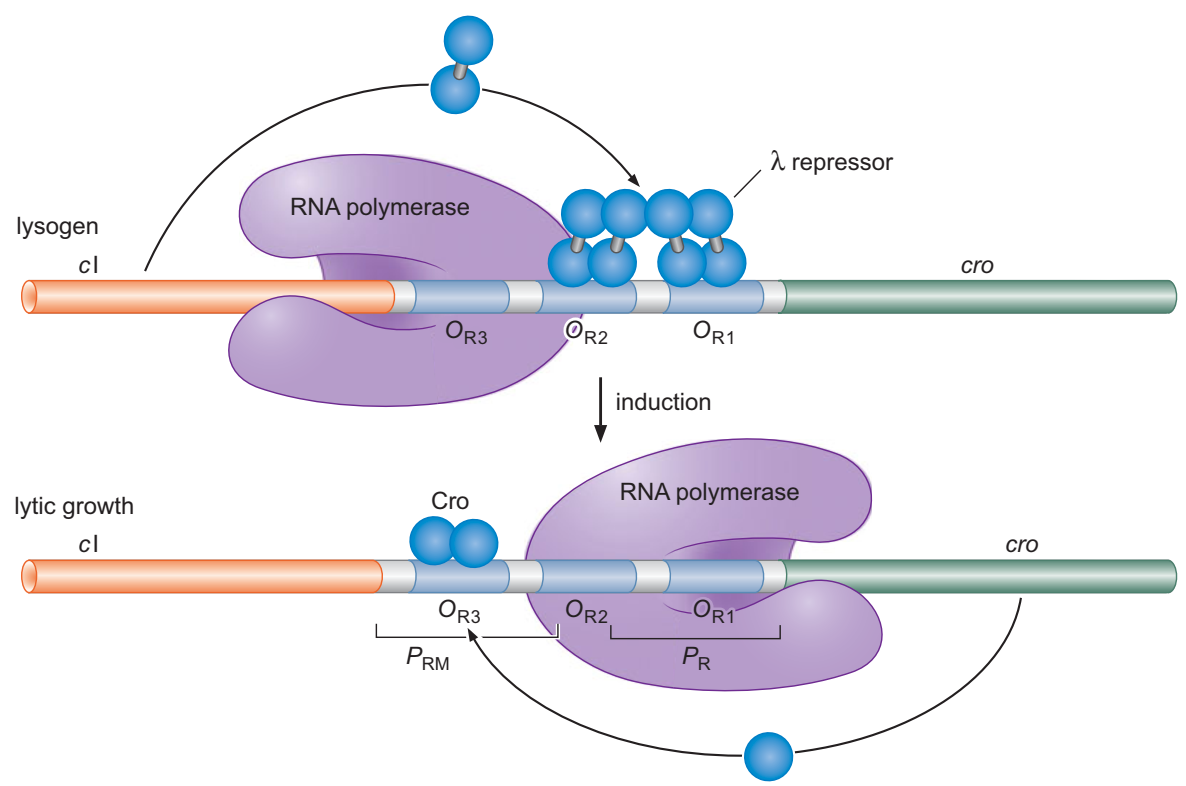 λ repressor
RNA polymerase
lysogen
cI
cro
OR3
OR2
OR1
induction
RNA polymerase
Cro
lytic growth
cI
cro
OR3
OR2
OR1
PRM
PR